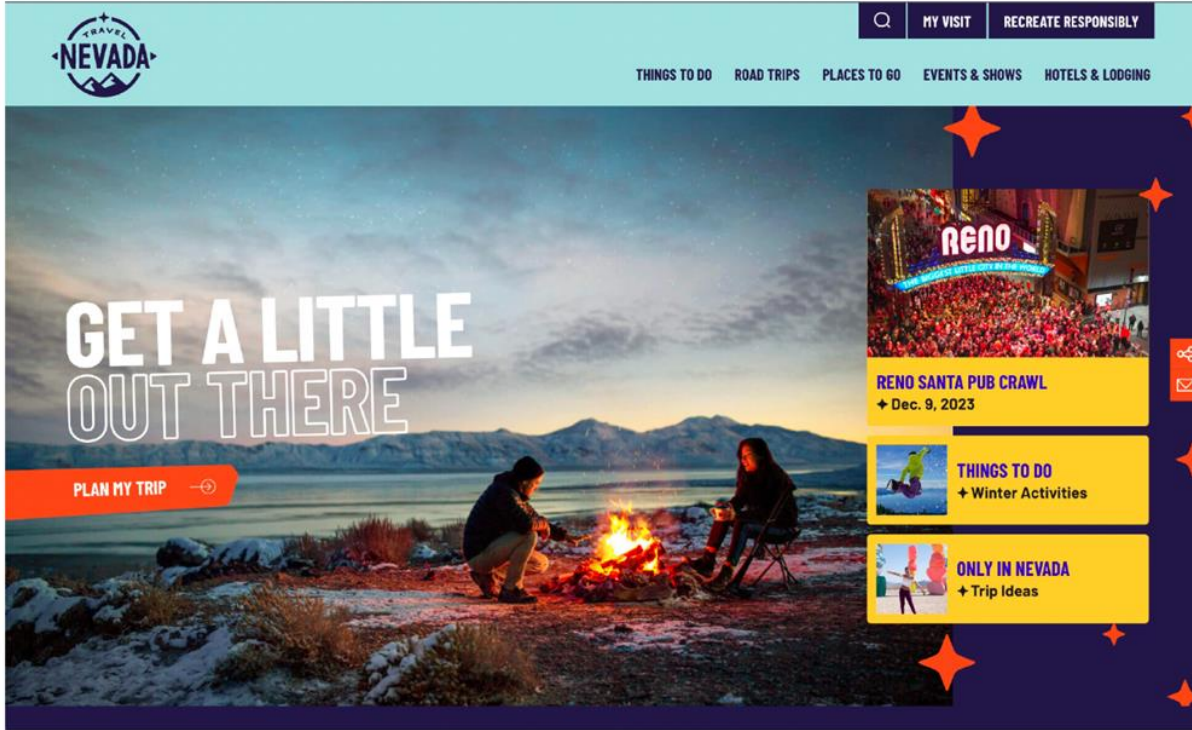 TRAVEL
NEVADA
MY VISIT
RECREATE RESPONSIBLY
THINGS TO DO
ROAD TRIPS
PLACES TO GO
EVENTS & SHOWS
HOTELS & LODGING
GET A LITTLE
OUT THERE
PLAN MY TRIP
RENO
THE BIGGEST LITTLE CITY IN THE WORLD
RENO SANTA PUB CRAWL
Dec. 9, 2023
THINGS TO DO
Winter Activities
ONLY IN NEVADA
Trip Ideas